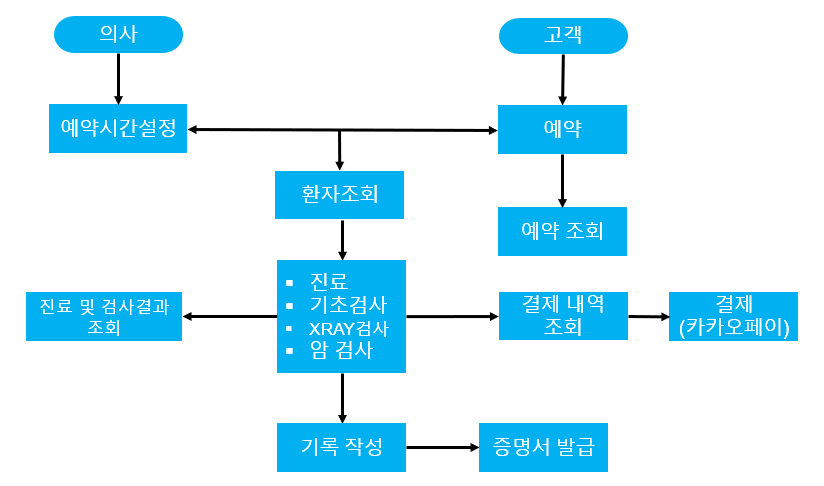 의사
고객
예약시간설정
예약
환자조회
예약 조회
진료 및 검사결과
조회
▪ 진료
▪ 기초검사
▪ XRAY검사
▪ 암 검사
결제 내역
조회
결제
(카카오페이)
기록 작성
증명서 발급